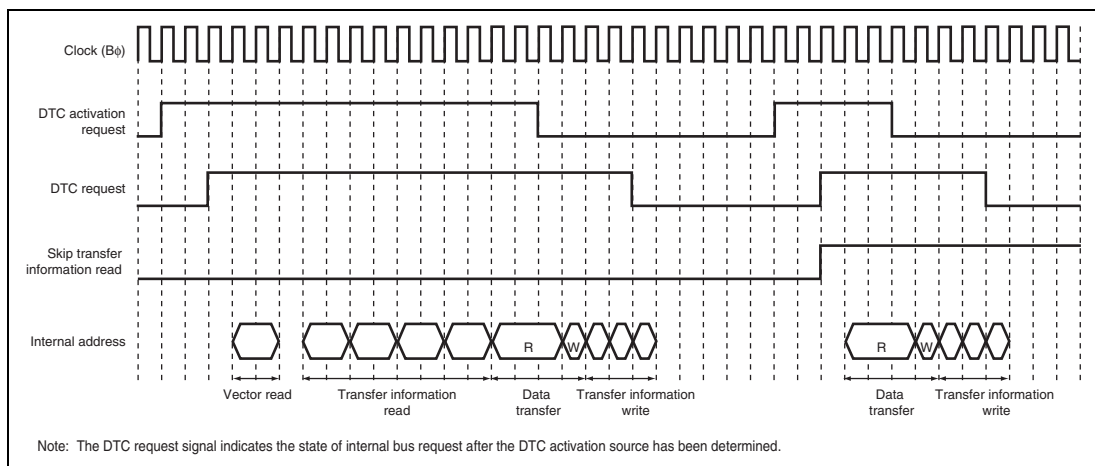 Clock (Bφ)
DTC activation
request
DTC request
Skip transfer
information read
Internal address
R
W
R
W
Vector read
Transfer information
read
Data
transfer
Transfer information
write
Data
transfer
Transfer information
write
Note: The DTC request signal indicates the state of internal bus request after the DTC activation source has been determined.